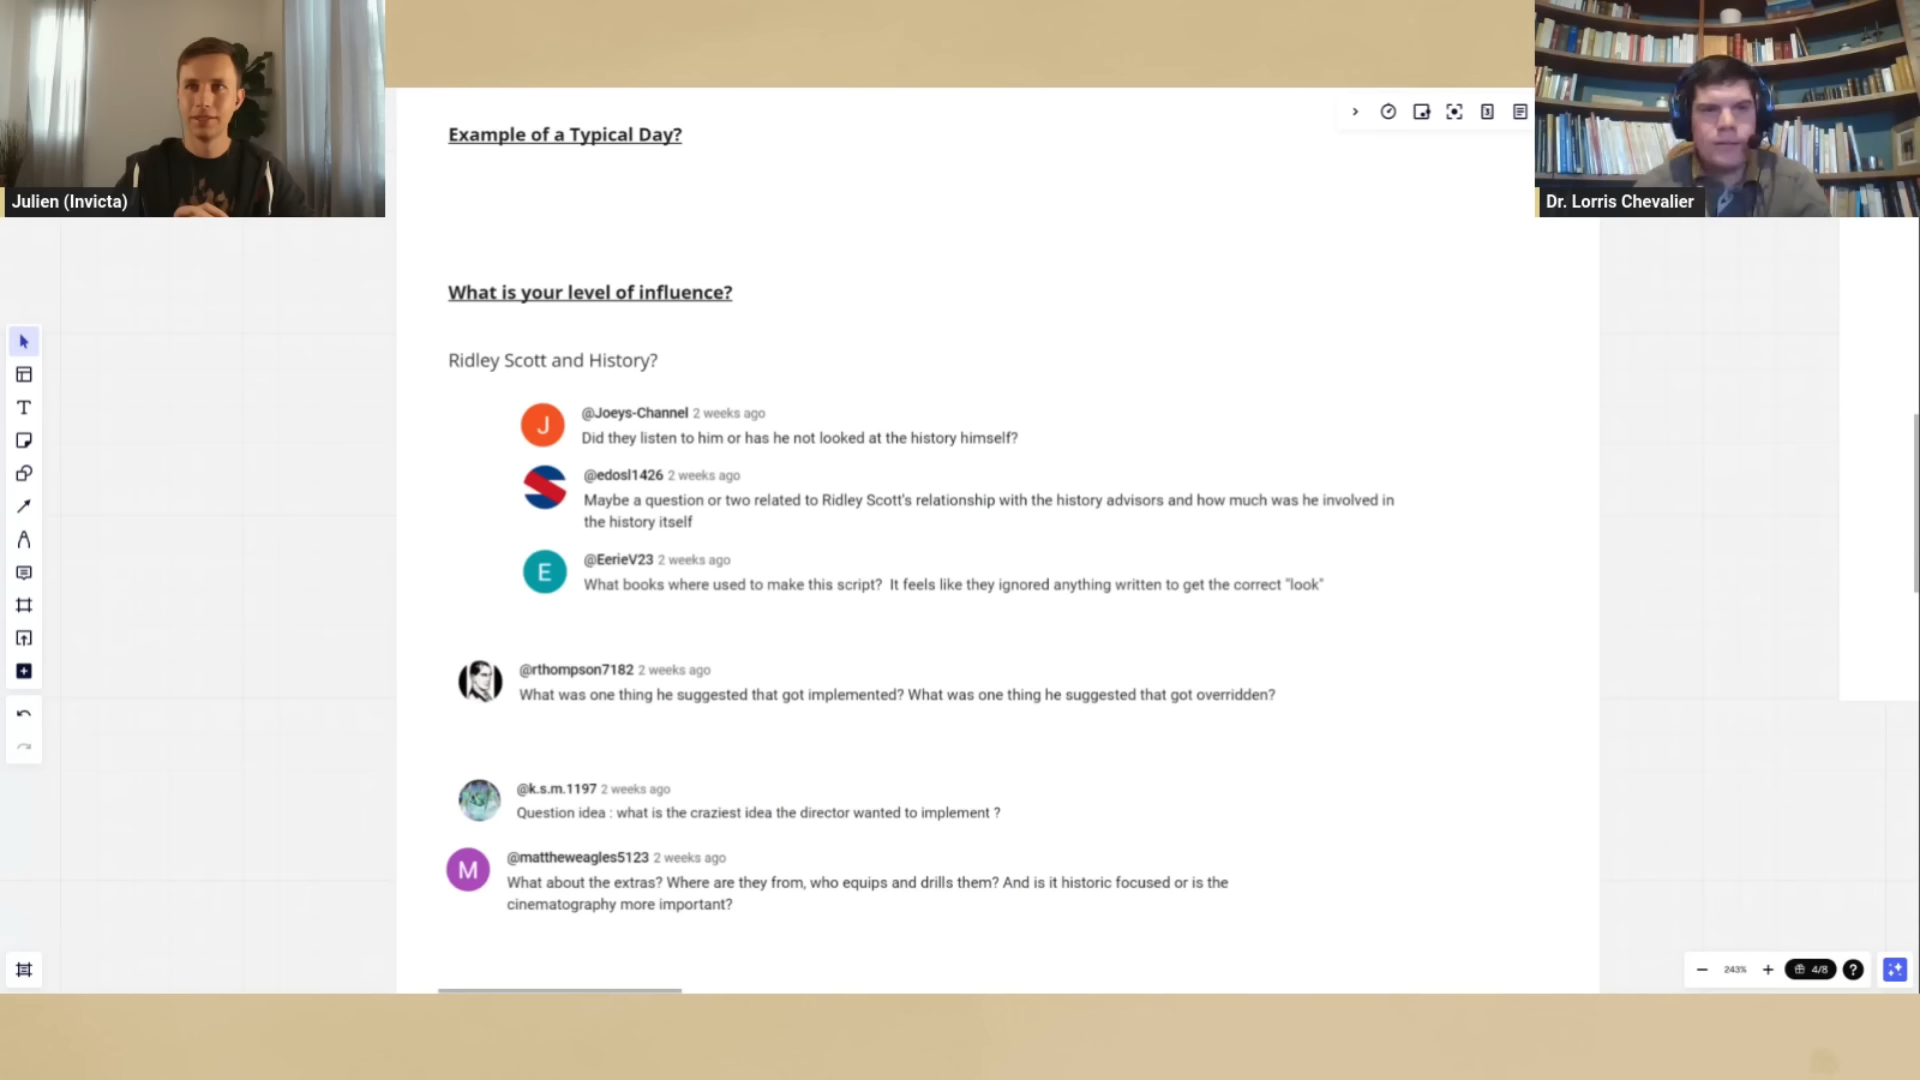 Julien (Invicta)
Dr. Lorris Chevalier
Example of a Typical Day?
What is your level of influence?
Ridley Scott and History?
J
@Joeys-Channel 2 weeks ago
Did they listen to him or has he not looked at the history himself?
@edosl1426 2 weeks ago
Maybe a question or two related to Ridley Scott's relationship with the history advisors and how much was he involved in
the history itself
E
@EerieV23 2 weeks ago
What books where used to make this script? It feels like they ignored anything written to get the correct "look"
@rthompson7182 2 weeks ago
What was one thing he suggested that got implemented? What was one thing he suggested that got overridden?
@k.s.m.1197 2 weeks ago
Question idea : what is the craziest idea the director wanted to implement ?
M
@mattheweagles5123 2 weeks ago
What about the extras? Where are they from, who equips and drills them? And is it historic focused or is the
cinematography more important?
243%
4/8
?